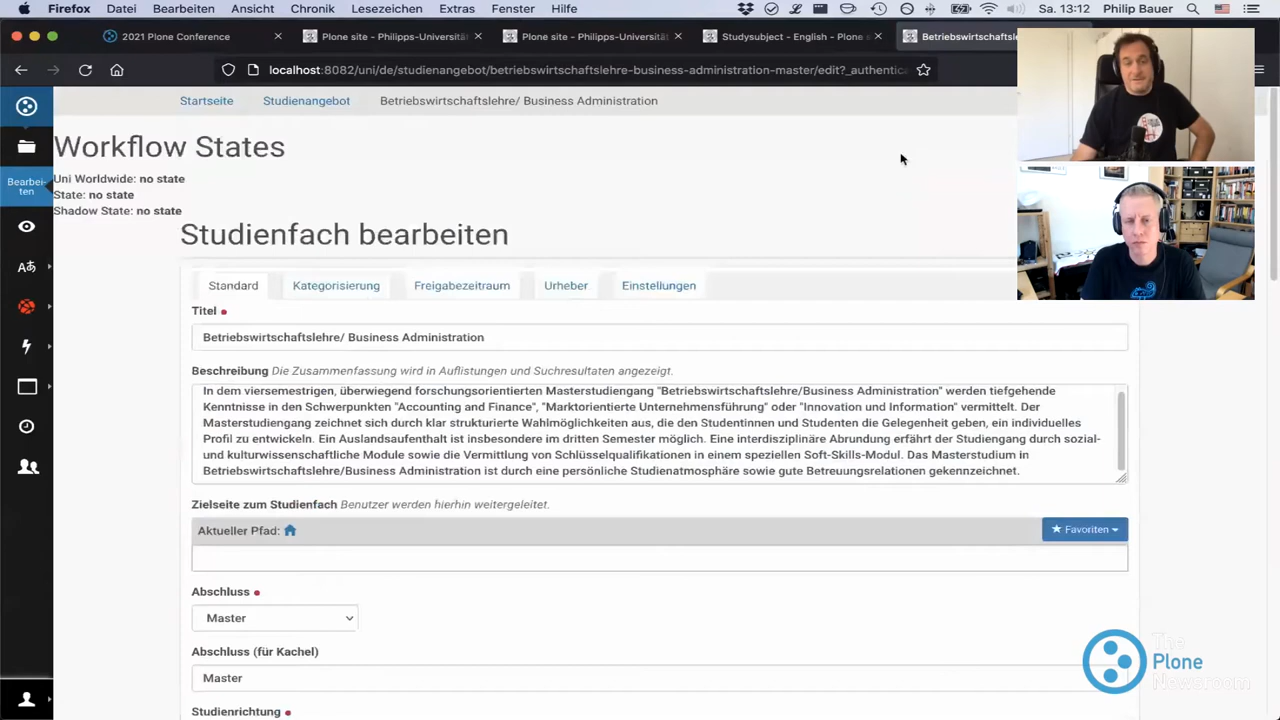 Firefox Datei Bearbeiten Ansicht Chronik Lesezeichen Extras Fenster Hilfe Sa. 13:12 Philip Bauer
2021 Plone Conference
Plone site - Philipps-Universitä
Plone site - Philipps-Universitä
Studysubject - English - Plone
Betriebswirtschaftsle
localhost:8082/uni/de/studienangebot/betriebswirtschaftslehre-business-administration-master/edit?_authentica
Startseite Studienangebot Betriebswirtschaftslehre/ Business Administration
Workflow States
Uni Worldwide: no state
State: no state
Shadow State: no state
Bearbei-
ten
Studienfach bearbeiten
Standard Kategorisierung Freigabezeitraum Urheber Einstellungen
Titel
Betriebswirtschaftslehre/ Business Administration
Beschreibung Die Zusammenfassung wird in Auflistungen und Suchresultaten angezeigt.
In dem viersemestrigen, überwiegend forschungsorientierten Masterstudiengang "Betriebswirtschaftslehre/Business Administration" werden tiefgehende
Kenntnisse in den Schwerpunkten "Accounting and Finance", "Marktorientierte Unternehmensführung" oder "Innovation und Information" vermittelt. Der
Masterstudiengang zeichnet sich durch klar strukturierte Wahlmöglichkeiten aus, die den Studentinnen und Studenten die Gelegenheit geben, ein individuelles
Profil zu entwickeln. Ein Auslandsaufenthalt ist insbesondere im dritten Semester möglich. Eine interdisziplinäre Abrundung erfährt der Studiengang durch sozial-
und kulturwissenschaftliche Module sowie die Vermittlung von Schlüsselqualifikationen in einem speziellen Soft-Skills-Modul. Das Masterstudium in
Betriebswirtschaftslehre/Business Administration ist durch eine persönliche Studienatmosphäre sowie gute Betreuungsrelationen gekennzeichnet.
Zielseite zum Studienfach Benutzer werden hierhin weitergeleitet.
Aktueller Pfad:
Favoriten
Abschluss
Master
Abschluss (für Kachel)
Master
Studienrichtung
The
Plone
Newsroom